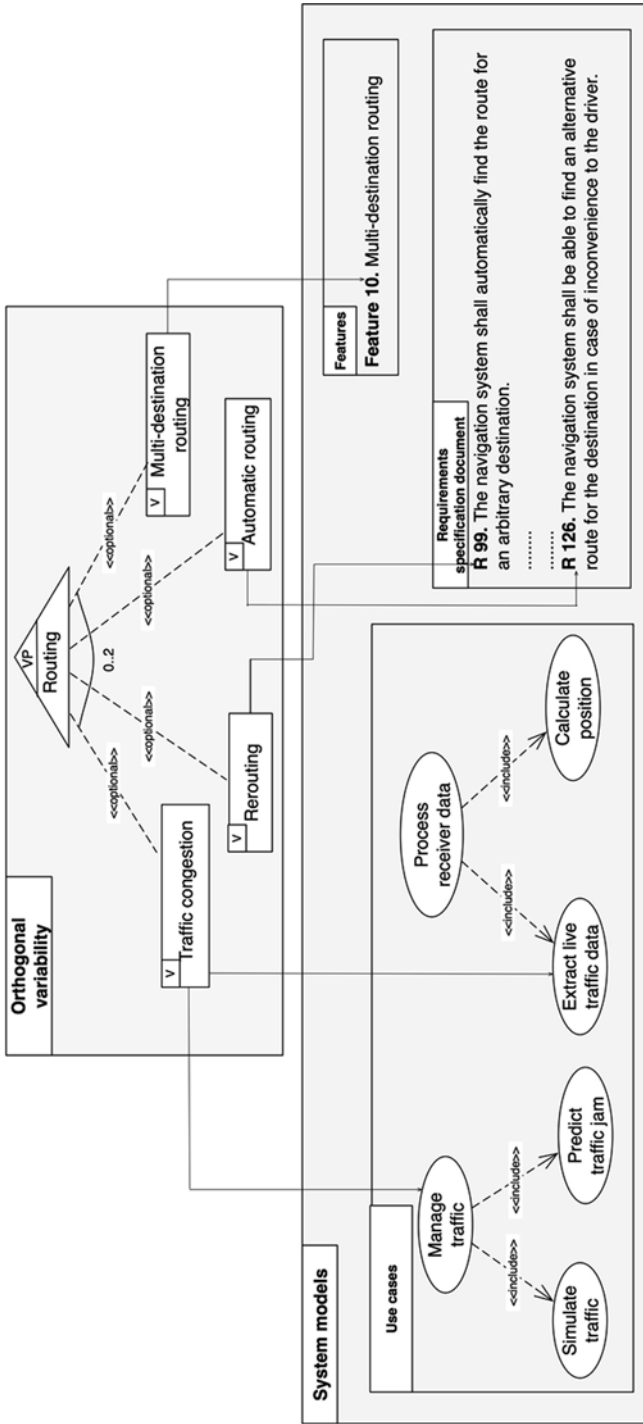 Orthogonal
variability
VP
Routing
0..2
<<optional>>
<<optional>>
<<optional>>
<<optional>>
V
Traffic congestion
V
Rerouting
V
Automatic routing
V
Multi-destination
routing
System models
Use cases
Manage
traffic
<<include>>
<<include>>
Simulate
traffic
Predict
traffic jam
Process
receiver data
<<include>>
<<include>>
Extract live
traffic data
Calculate
position
Features
Feature 10. Multi-destination routing
Requirements
specification document
R 99. The navigation system shall automatically find the route for
an arbitrary destination.
.........
.........
R 126. The navigation system shall be able to find an alternative
route for the destination in case of inconvenience to the driver.